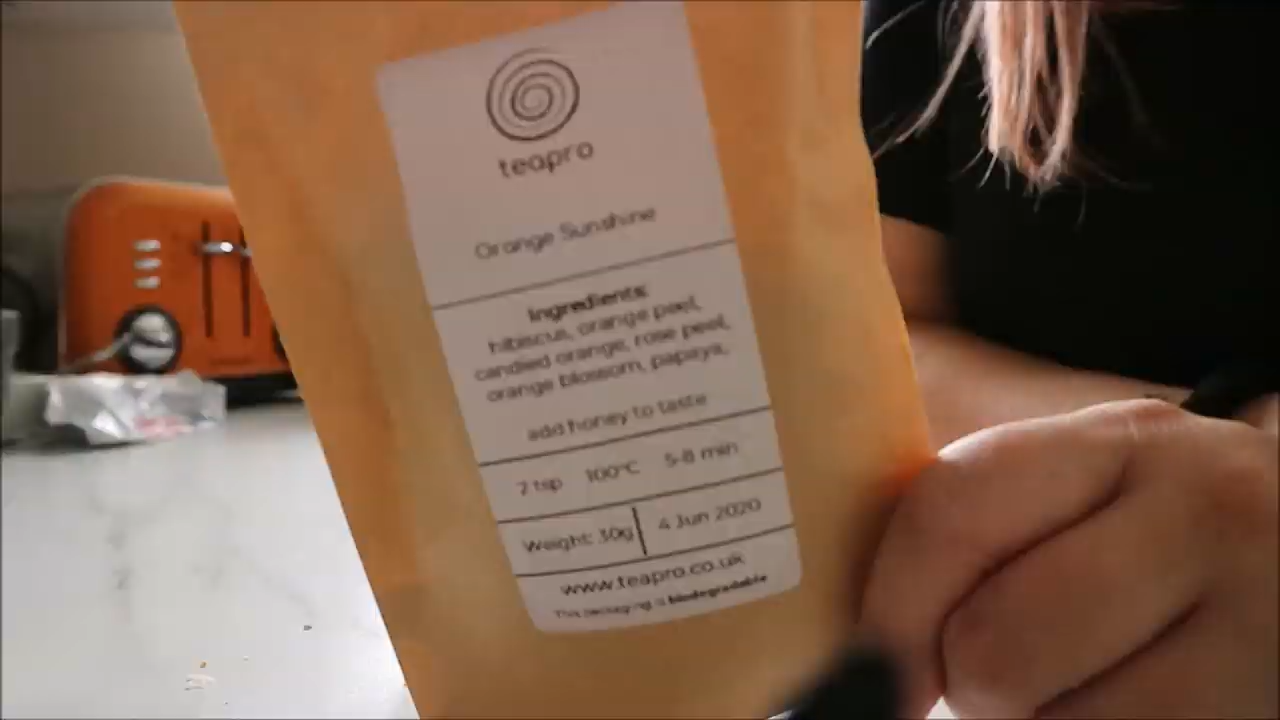 teapro
Orange Sunshine
Ingredients:
hibiscus, orange peel,
candied orange, rose peel,
orange blossom, papaya,
add honey to taste
2 tsp 100°C 5-8 min
Weight: 30g 4 Jun 2020
www.teapro.co.uk
This packaging is biodegradable